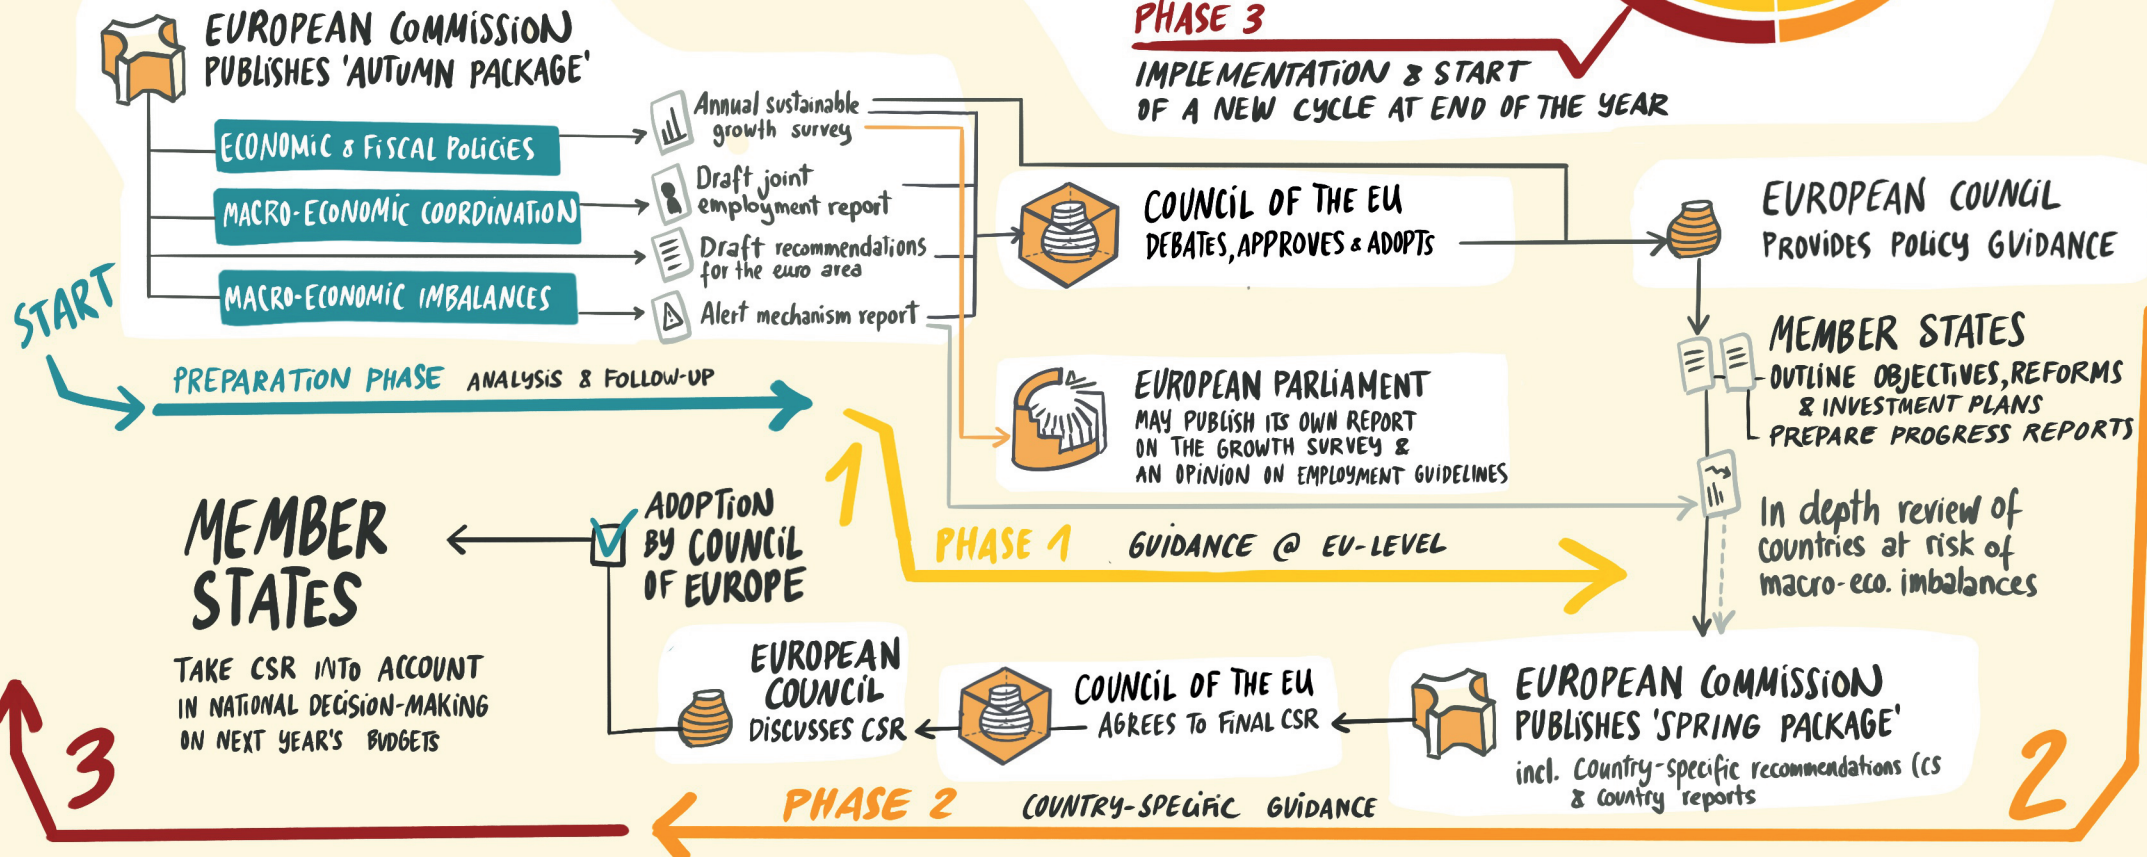 EUROPEAN COMMISSION
PUBLISHES 'AUTUMN PACKAGE'
ECONOMIC & FISCAL POLICIES
MACRO-ECONOMIC COORDINATION
MACRO-ECONOMIC IMBALANCES
Annual sustainable
growth survey
Draft joint
employment report
Draft recommendations
for the euro area
Alert mechanism report
PHASE 3
IMPLEMENTATION & START
OF A NEW CYCLE AT END OF THE YEAR
COUNCIL OF THE EU
DEBATES, APPROVES & ADOPTS
EUROPEAN COUNCIL
PROVIDES POLICY GUIDANCE
START
PREPARATION PHASE ANALYSIS & FOLLOW-UP
EUROPEAN PARLIAMENT
MAY PUBLISH ITS OWN REPORT
ON THE GROWTH SURVEY &
AN OPINION ON EMPLOYMENT GUIDELINES
MEMBER STATES
OUTLINE OBJECTIVES, REFORMS
& INVESTMENT PLANS
PREPARE PROGRESS REPORTS
1
PHASE 1 GUIDANCE @ EU-LEVEL
In depth review of
countries at risk of
macro-eco. imbalances
EUROPEAN COMMISSION
PUBLISHES 'SPRING PACKAGE'
incl. Country-specific recommendations (CS
& country reports
2
PHASE 2 COUNTRY-SPECIFIC GUIDANCE
COUNCIL OF THE EU
AGREES TO FINAL CSR
EUROPEAN
COUNCIL
DISCUSSES CSR
ADOPTION
BY COUNCIL
OF EUROPE
MEMBER
STATES
TAKE CSR INTO ACCOUNT
IN NATIONAL DECISION-MAKING
ON NEXT YEAR'S BUDGETS
3